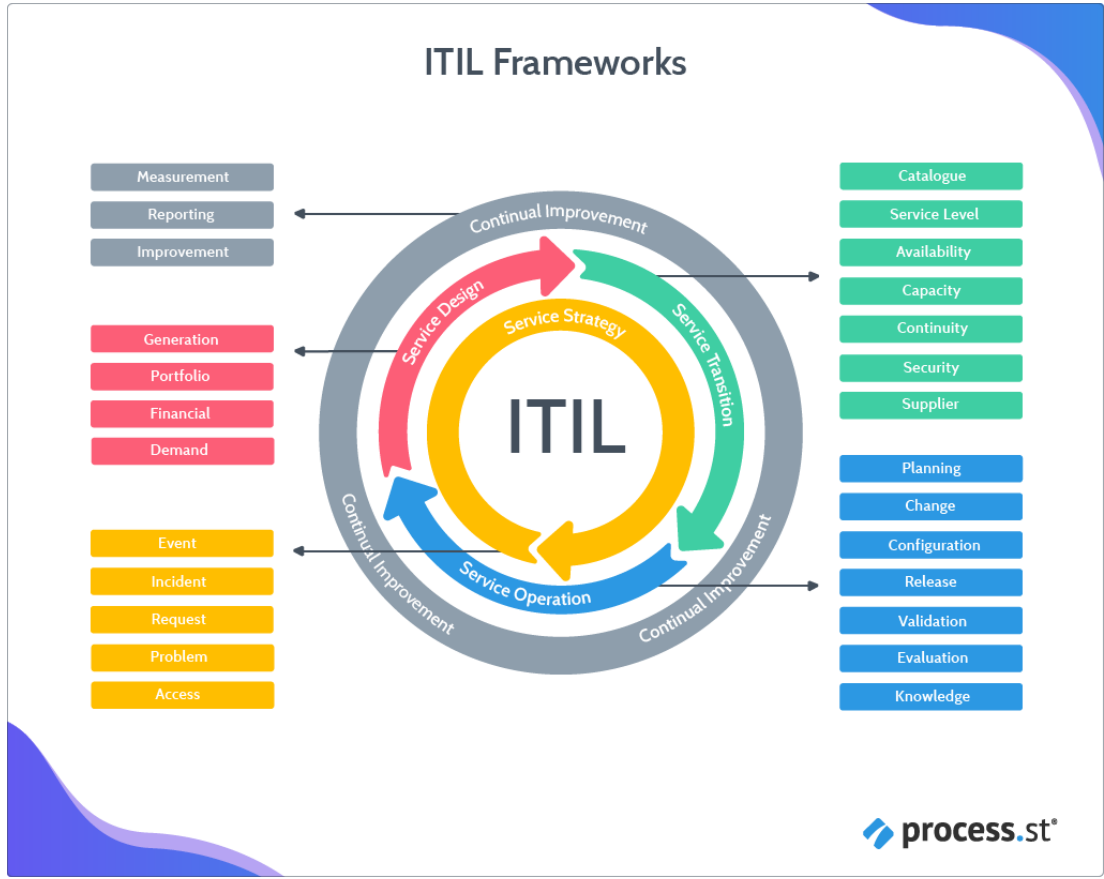 ITIL Frameworks
Measurement
Reporting
Improvement
Generation
Portfolio
Financial
Demand
Event
Incident
Request
Problem
Access
Continual Improvement
Service Design
Service Transition
Service Strategy
ITIL
Service Operation
Continual Improvement
Continual Improvement
Catalogue
Service Level
Availability
Capacity
Continuity
Security
Supplier
Planning
Change
Configuration
Release
Validation
Evaluation
Knowledge
process.st®